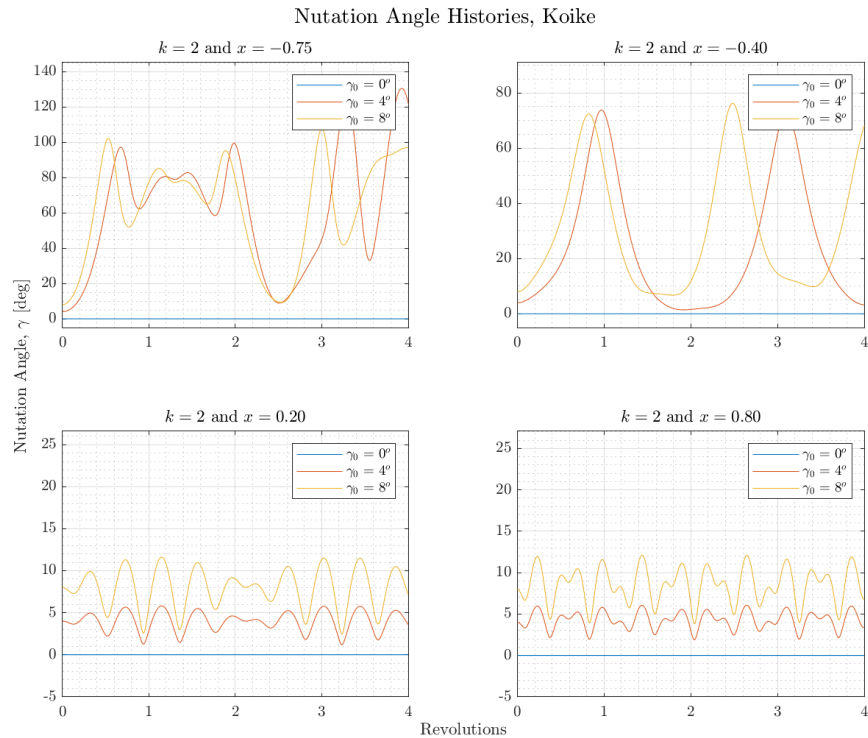 Nutation Angle Histories, Koike
k = 2 and x = −0.75
140
120
100
80
60
40
20
0
0 1 2 3 4
γ₀ = 0°
γ₀ = 4°
γ₀ = 8°
k = 2 and x = −0.40
80
60
40
20
0
0 1 2 3 4
γ₀ = 0°
γ₀ = 4°
γ₀ = 8°
Nutation Angle, γ [deg]
k = 2 and x = 0.20
25
20
15
10
5
0
-5
0 1 2 3 4
γ₀ = 0°
γ₀ = 4°
γ₀ = 8°
k = 2 and x = 0.80
25
20
15
10
5
0
-5
0 1 2 3 4
γ₀ = 0°
γ₀ = 4°
γ₀ = 8°
Revolutions